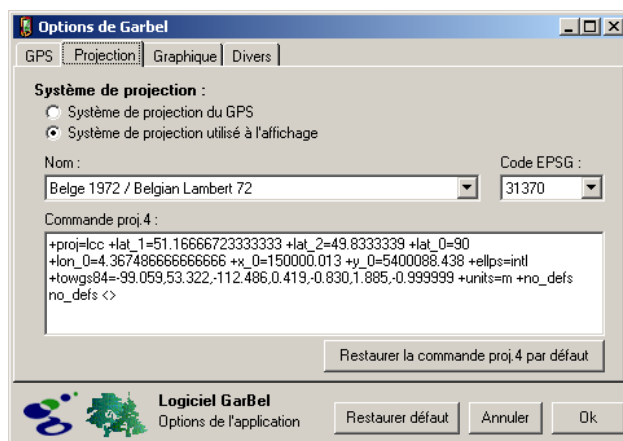 Options de Garbel
GPS Projection Graphique Divers
Système de projection :
Système de projection du GPS
Système de projection utilisé à l'affichage
Nom : Code EPSG :
Belge 1972 / Belgian Lambert 72 31370
Commande proj.4 :
+proj=lcc +lat_1=51.16666723333333 +lat_2=49.8333339 +lat_0=90
+lon_0=4.367486666666666 +x_0=150000.013 +y_0=5400088.438 +ellps=intl
+towgs84=-99.059,53.322,-112.486,0.419,-0.830,1.885,-0.999999 +units=m +no_defs
no_defs <>
Restaurer la commande proj.4 par défaut
Logiciel GarBel
Options de l'application
Restaurer défaut Annuler Ok